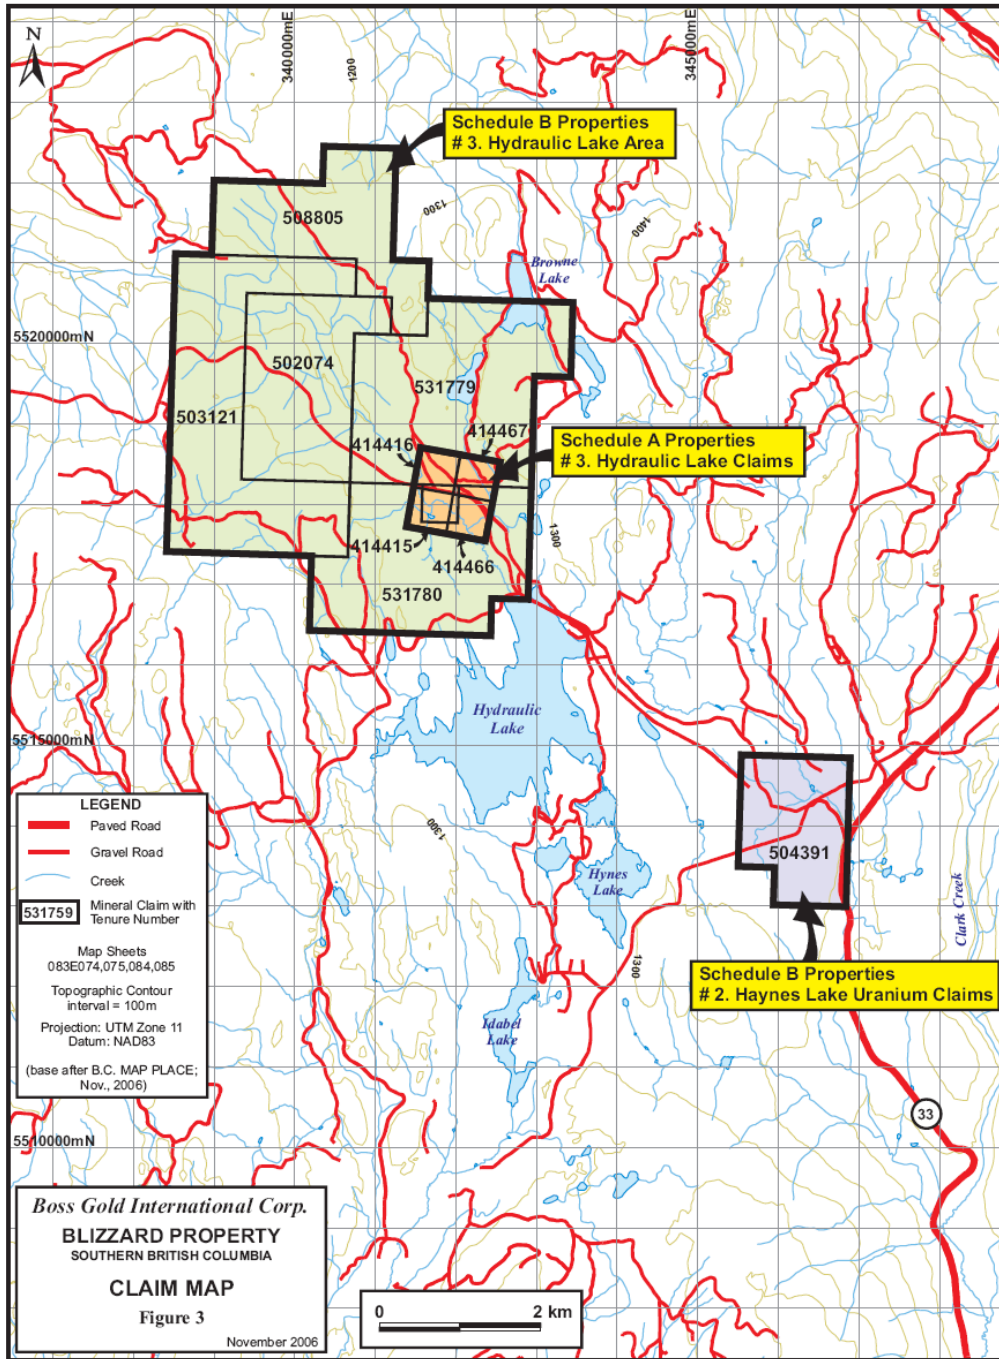 N
340000mE
1200
345000mE
Schedule B Properties
# 3. Hydraulic Lake Area
508805
1300
1400
Browne
Lake
5520000mN
502074
531779
503121
414467
414416
Schedule A Properties
# 3. Hydraulic Lake Claims
1300
414415
414466
531780
Hydraulic
Lake
5515000mN
LEGEND
Paved Road
Gravel Road
Creek
531759
Mineral Claim with
Tenure Number
Map Sheets
083E074,075,084,085
Topographic Contour
interval = 100m
Projection: UTM Zone 11
Datum: NAD83
(base after B.C. MAP PLACE;
Nov., 2006)
1300
504391
Hynes
Lake
Clark Creek
1300
Schedule B Properties
# 2. Haynes Lake Uranium Claims
Idabel
Lake
33
5510000mN
Boss Gold International Corp.
BLIZZARD PROPERTY
SOUTHERN BRITISH COLUMBIA
CLAIM MAP
Figure 3
November 2006
0 2 km